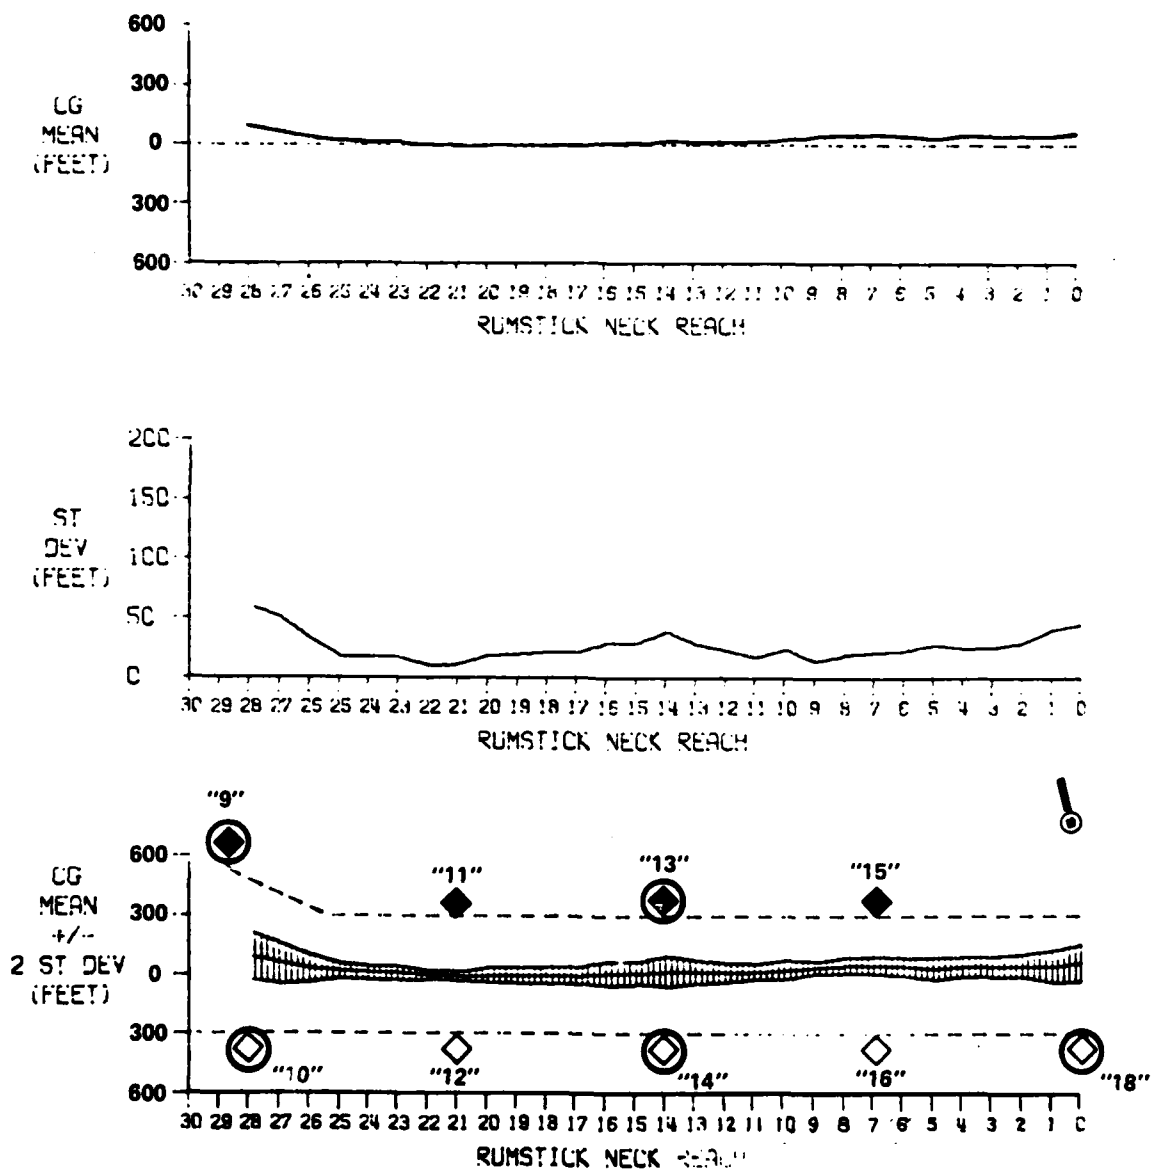 600
300
CG
MEAN
(FEET)
0
300
600
30 29 28 27 26 25 24 23 22 21 20 19 18 17 16 15 14 13 12 11 10 9 8 7 6 5 4 3 2 1 0
RUMSTICK NECK REACH
200
150
ST
DEV
(FEET)
100
50
0
30 29 28 27 26 25 24 23 22 21 20 19 18 17 16 15 14 13 12 11 10 9 8 7 6 5 4 3 2 1 0
RUMSTICK NECK REACH
"9"
600
"11"
"13"
"15"
CG
MEAN
+/-
2 ST DEV
(FEET)
300
0
300
"10"
"12"
"14"
"16"
"18"
600
30 29 28 27 26 25 24 23 22 21 20 19 18 17 16 15 14 13 12 11 10 9 8 7 6 5 4 3 2 1 0
RUMSTICK NECK REACH